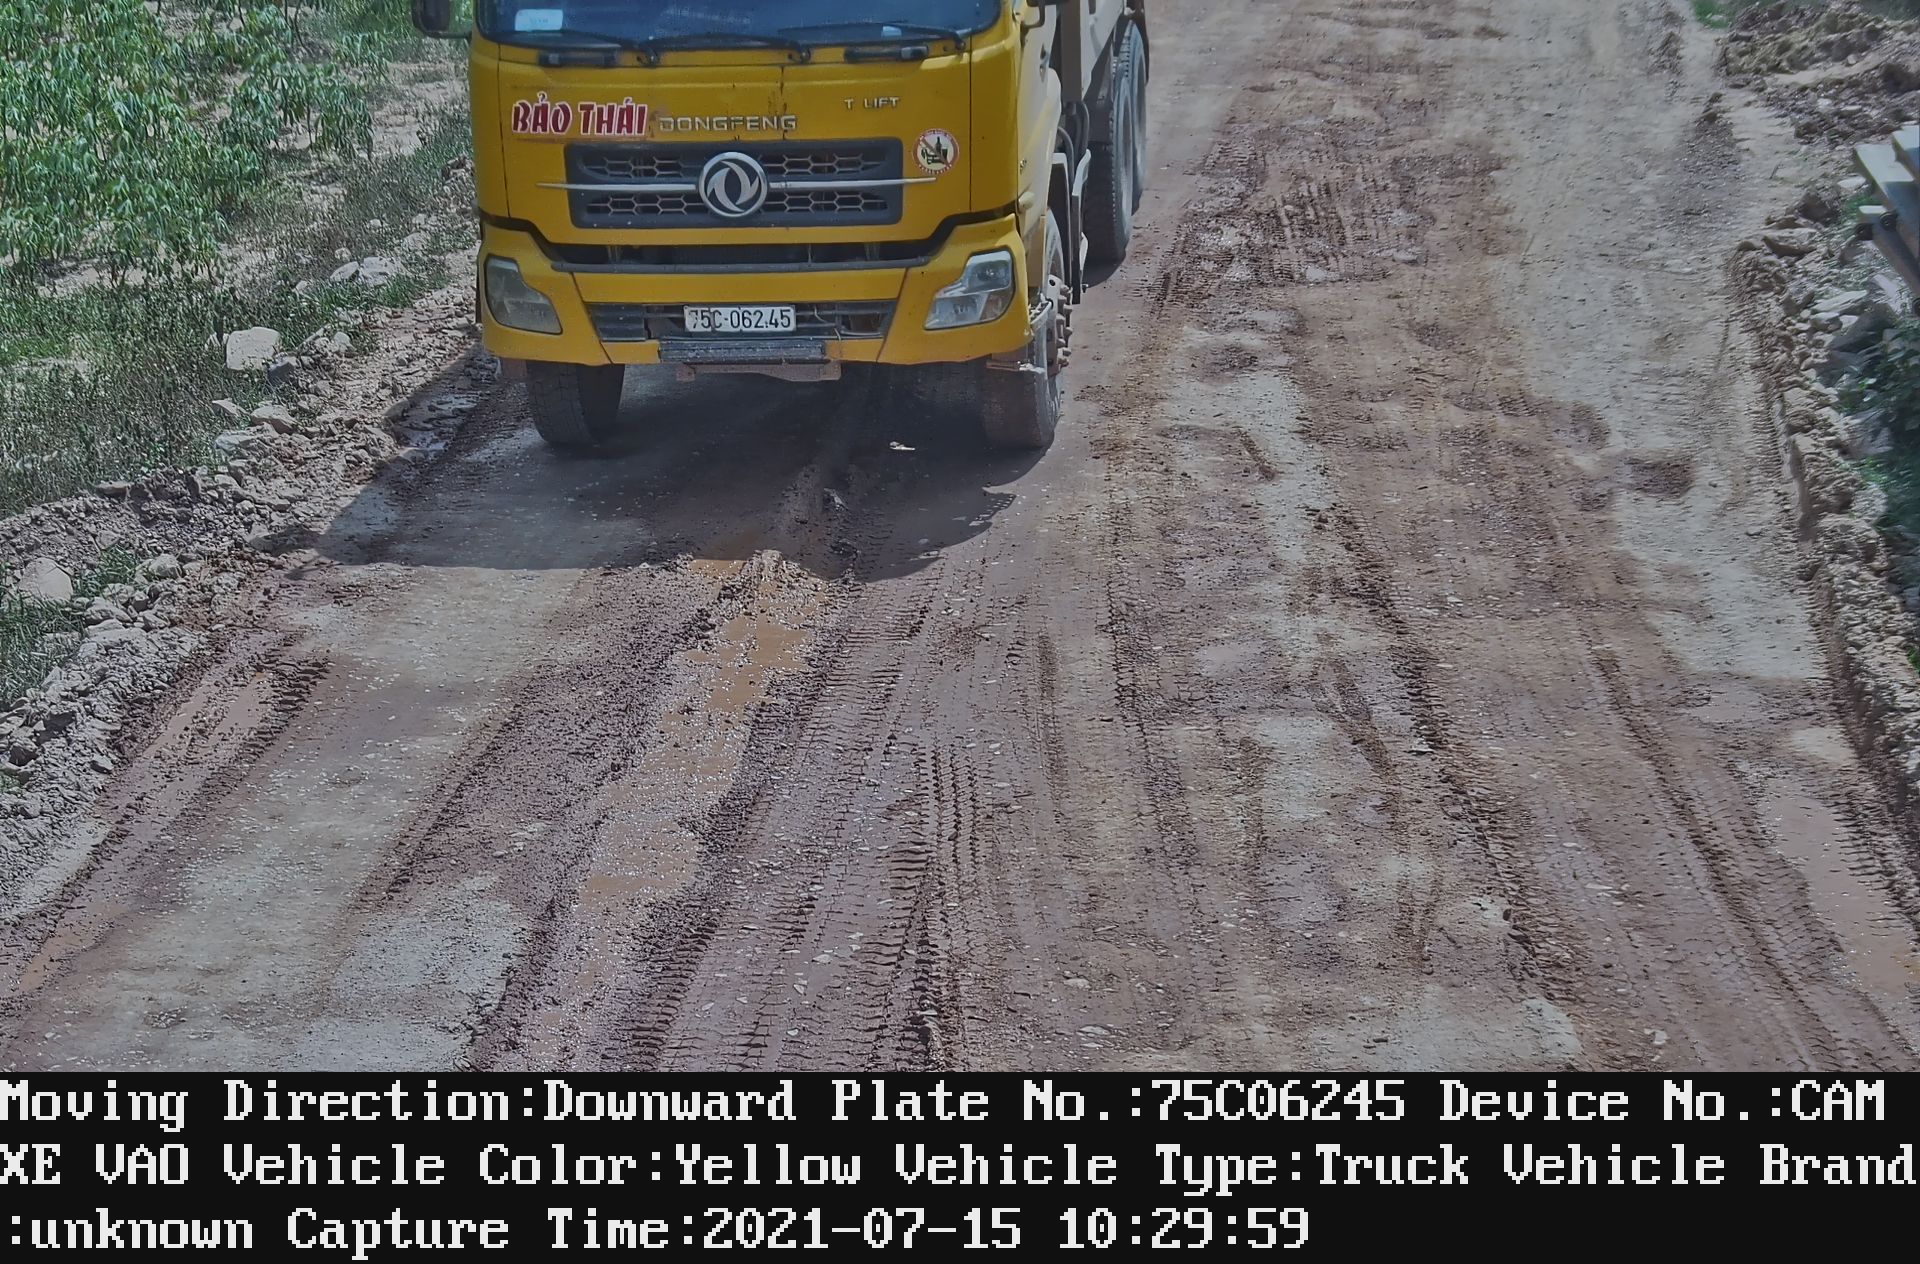 BẢO THÁI DONGFENG T LIFT
75C-062.45
Moving Direction:Downward Plate No.:75C06245 Device No.:CAM
XE VAO Vehicle Color:Yellow Vehicle Type:Truck Vehicle Brand
:unknown Capture Time:2021-07-15 10:29:59